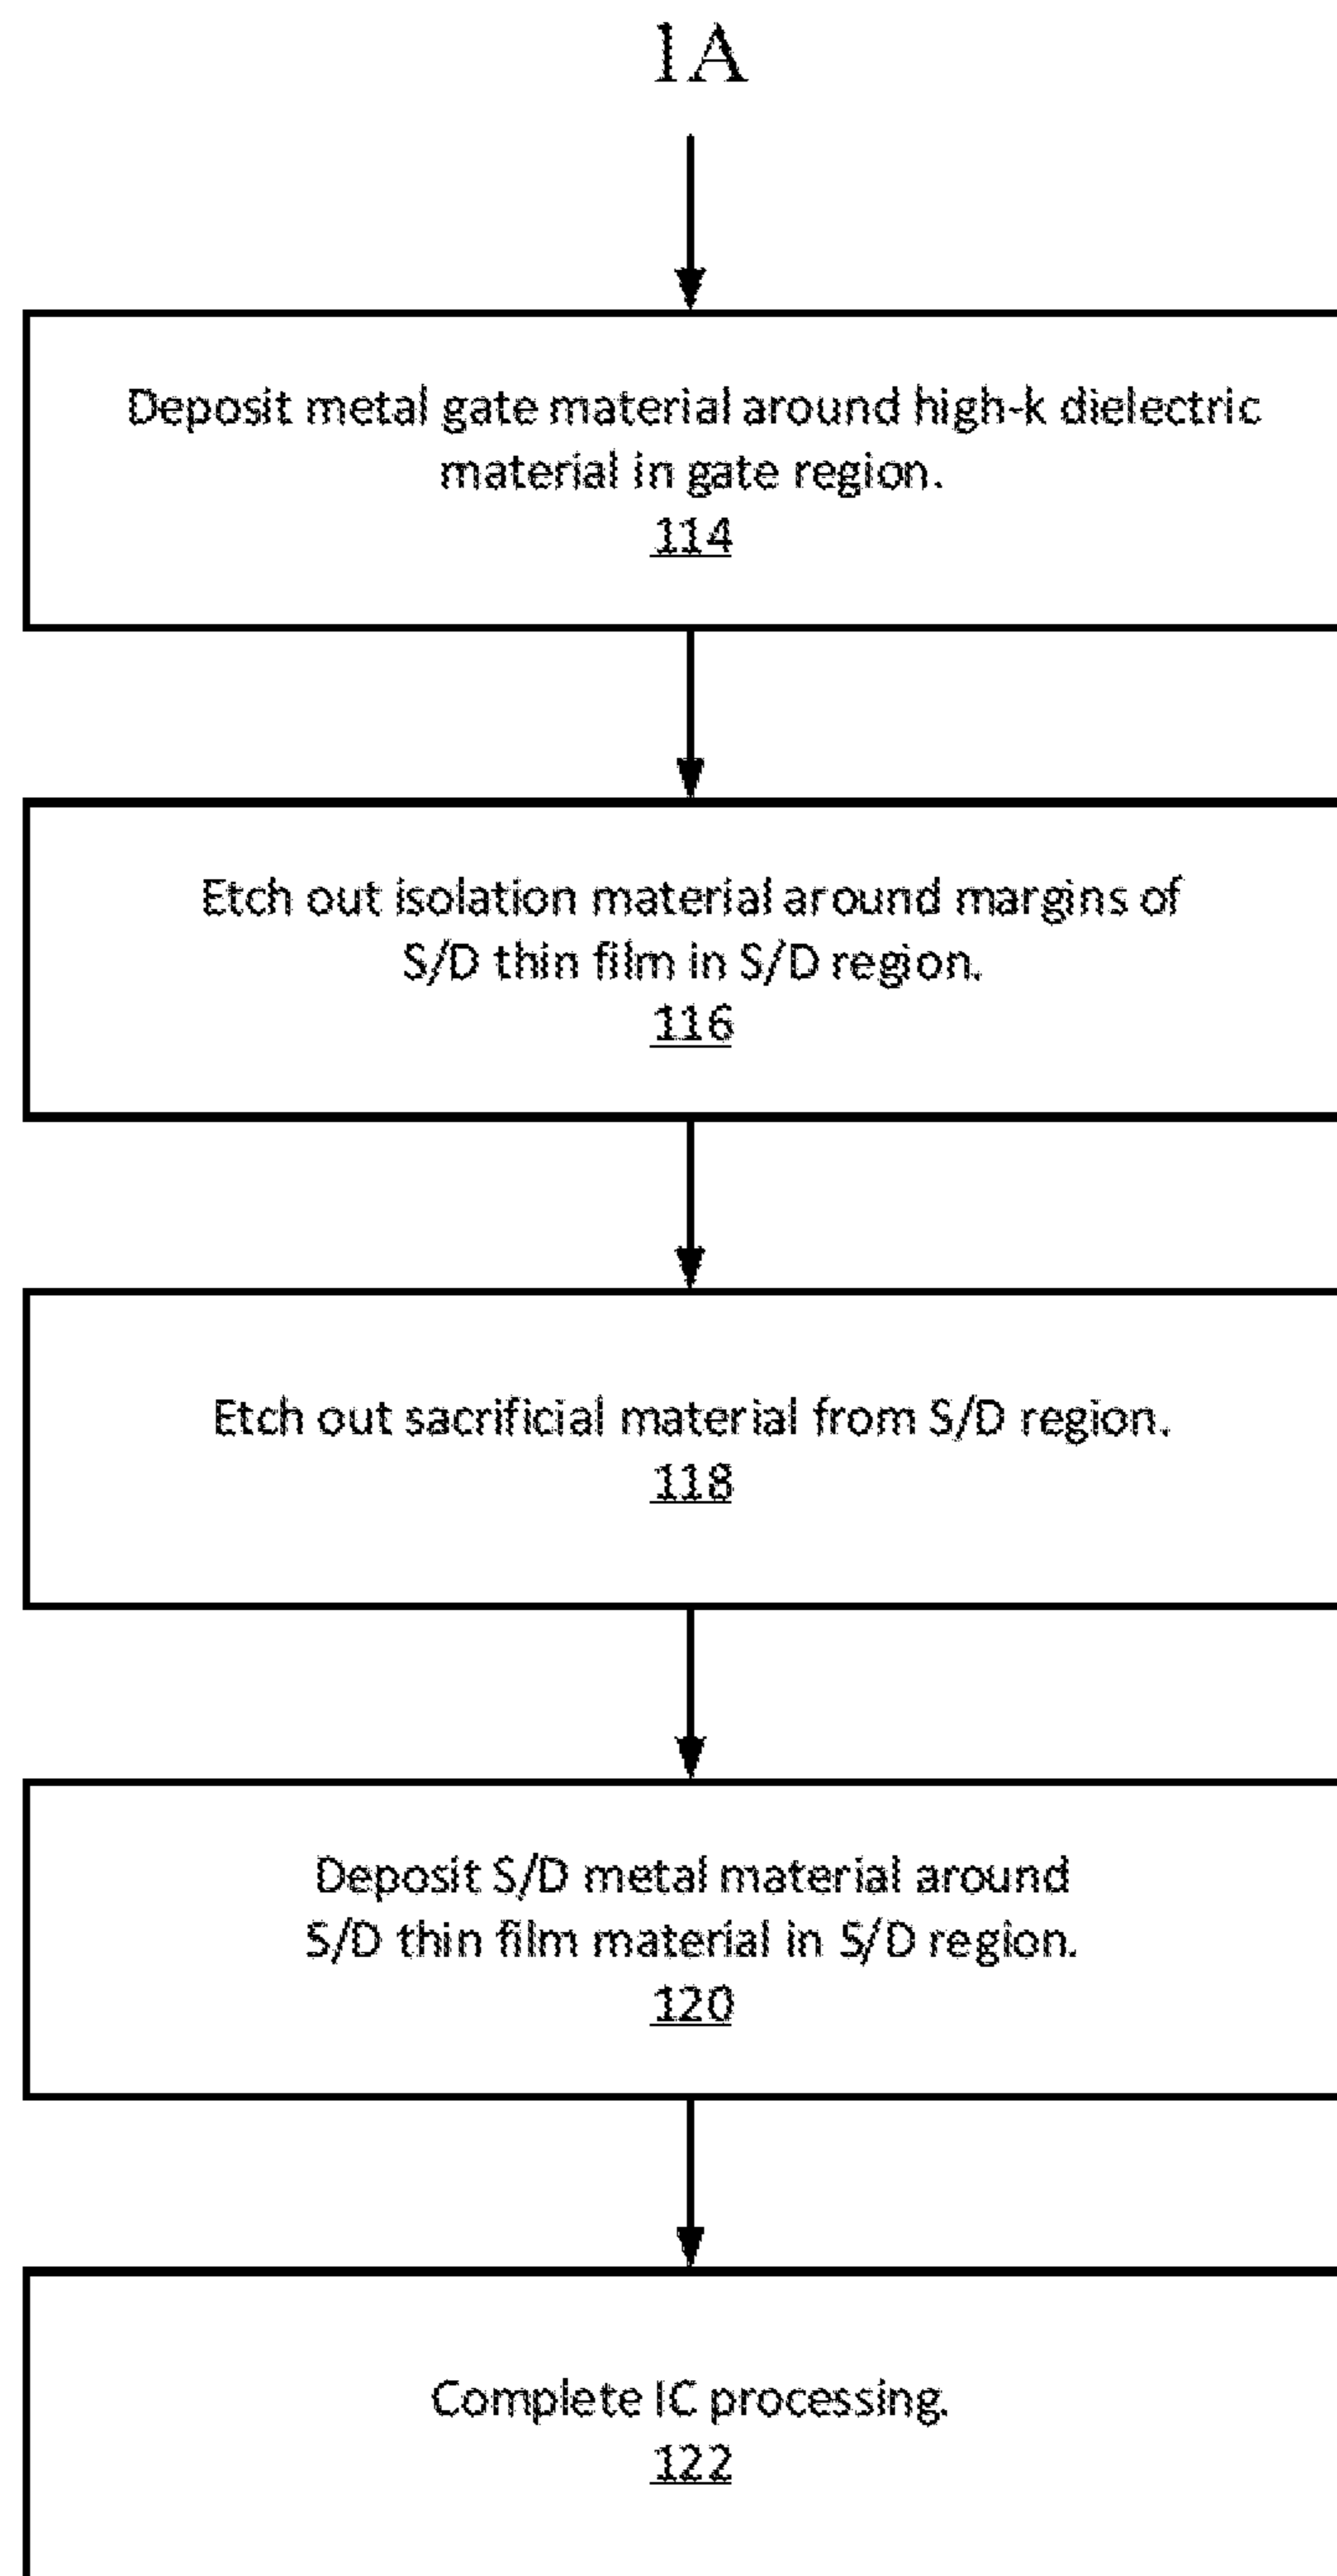 1A
Deposit metal gate material around high-k dielectric
material in gate region.
114
Etch out isolation material around margins of
S/D thin film in S/D region.
116
Etch out sacrificial material from S/D region.
118
Deposit S/D metal material around
S/D thin film material in S/D region.
120
Complete IC processing.
122